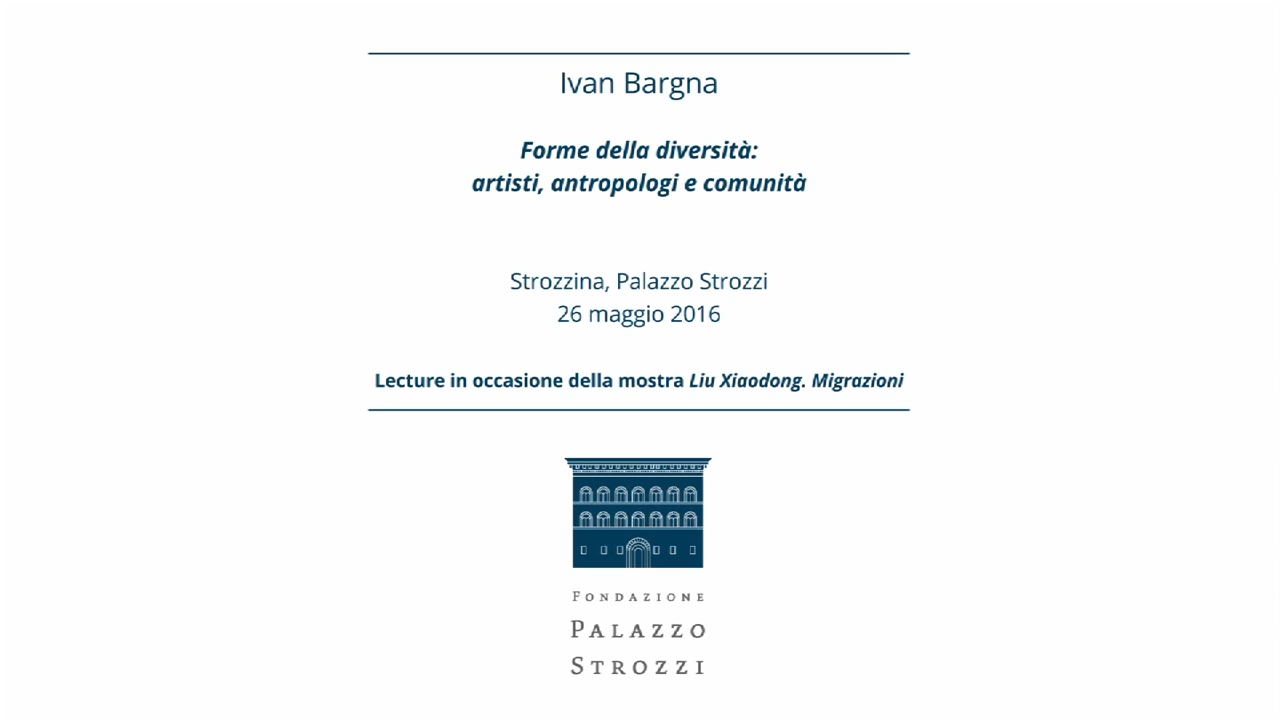 Ivan Bargna
Forme della diversità:
artisti, antropologi e comunità
Strozzina, Palazzo Strozzi
26 maggio 2016
Lecture in occasione della mostra Liu Xiaodong. Migrazioni
FONDAZIONE
PALAZZO
STROZZI